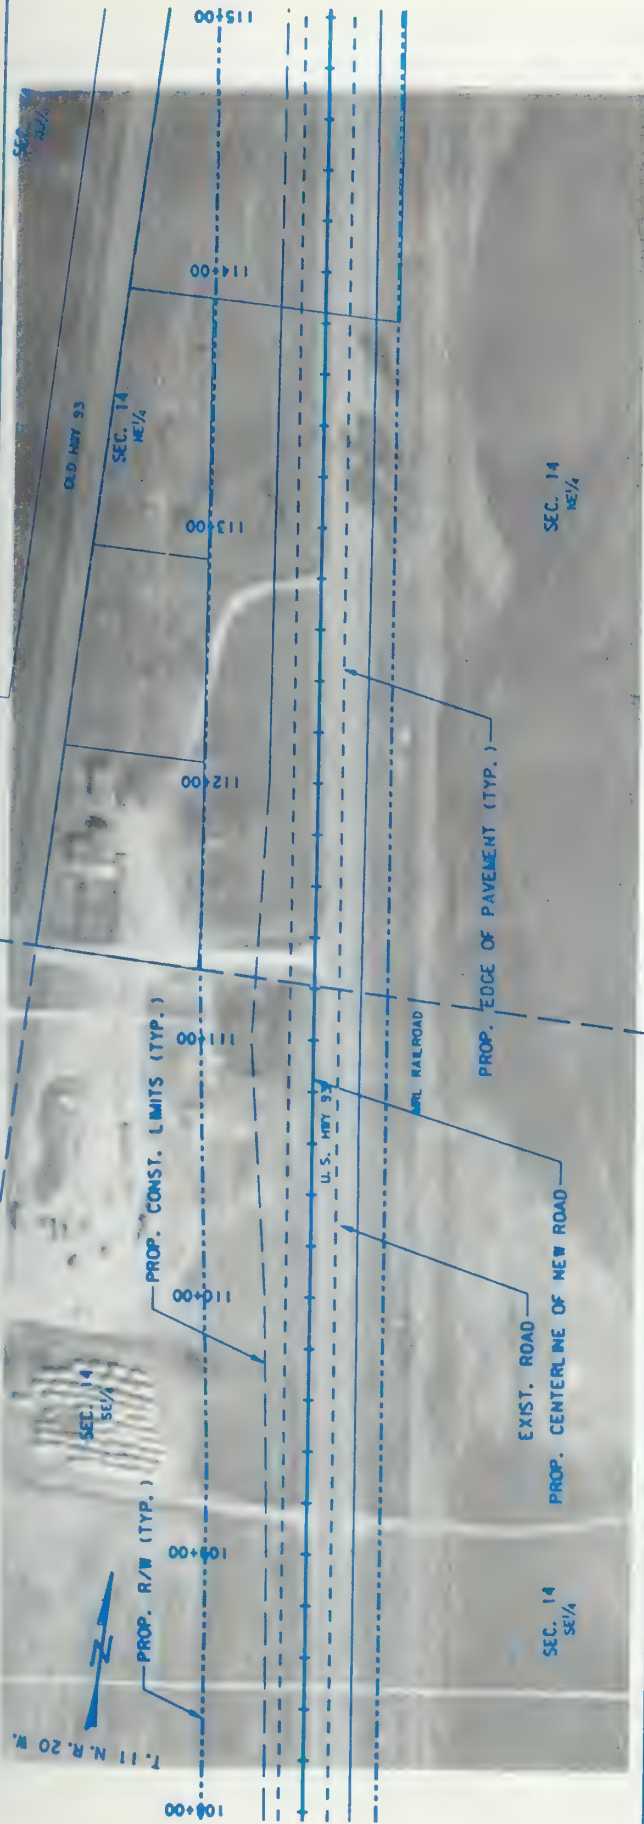 T. 11 N. R. 20 W.
PROP. R/W (TYP.)
PROP. CONST. LIMITS (TYP.)
OLD HWY 93
SEC. 14
SE1/4
SEC. 14
NE1/4
SEC.
108+00
109+00
110+00
111+00
112+00
113+00
114+00
115+00
U. S. HWY 93
MRL RAILROAD
EXIST. ROAD
PROP. CENTERLINE OF NEW ROAD
PROP. EDGE OF PAVEMENT (TYP.)
SEC. 14
SE1/4
SEC. 14
NE1/4